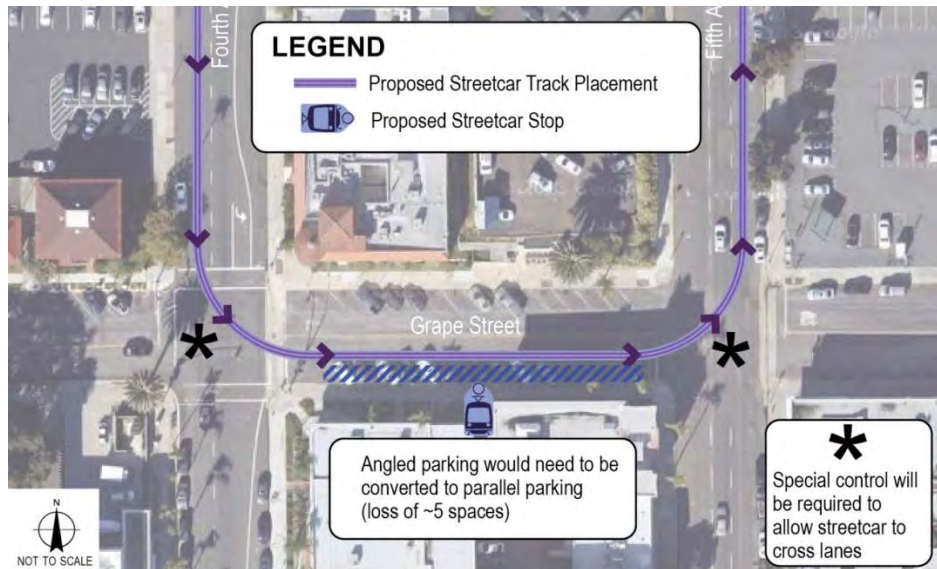 Fourth A
Fifth A
LEGEND
Proposed Streetcar Track Placement
Proposed Streetcar Stop
Grape Street
Angled parking would need to be
converted to parallel parking
(loss of ~5 spaces)
*
Special control will
be required to
allow streetcar to
cross lanes
N
NOT TO SCALE